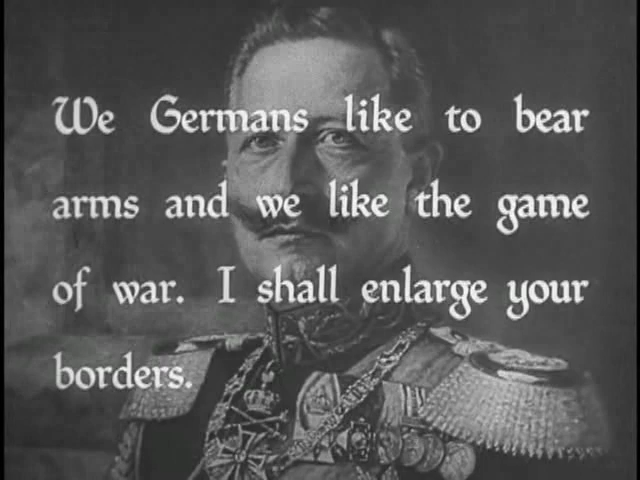 We Germans like to bear
arms and we like the game
of war. I shall enlarge your
borders.